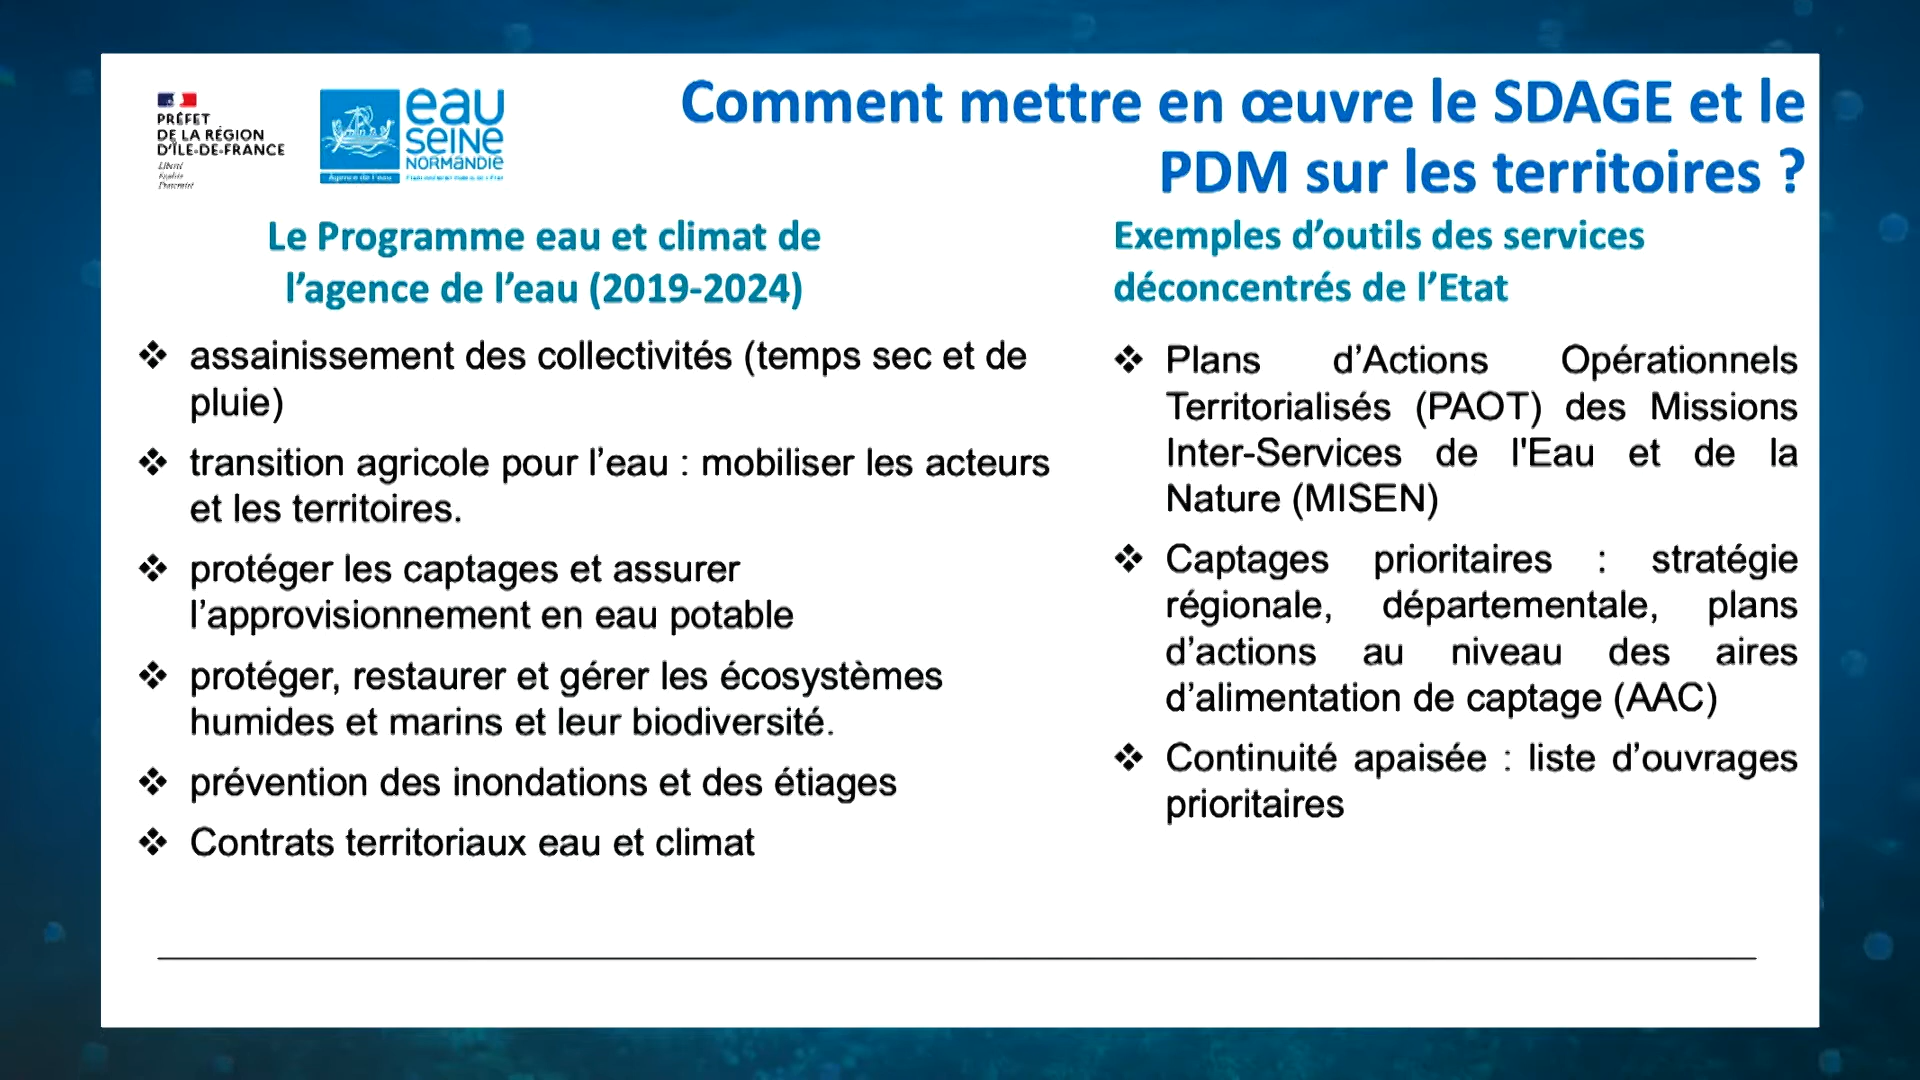 PRÉFET
DE LA RÉGION
D'ÎLE-DE-FRANCE
Liberté
Égalité
Fraternité
eau
SEINE
NORMANDIE
Agence de l'eau
Comment mettre en œuvre le SDAGE et le
PDM sur les territoires ?
Le Programme eau et climat de
l’agence de l’eau (2019-2024)
❖ assainissement des collectivités (temps sec et de
pluie)
❖ transition agricole pour l’eau : mobiliser les acteurs
et les territoires.
❖ protéger les captages et assurer
l’approvisionnement en eau potable
❖ protéger, restaurer et gérer les écosystèmes
humides et marins et leur biodiversité.
❖ prévention des inondations et des étiages
❖ Contrats territoriaux eau et climat
Exemples d’outils des services
déconcentrés de l’Etat
❖ Plans d’Actions Opérationnels
Territorialisés (PAOT) des Missions
Inter-Services de l'Eau et de la
Nature (MISEN)
❖ Captages prioritaires : stratégie
régionale, départementale, plans
d’actions au niveau des aires
d’alimentation de captage (AAC)
❖ Continuité apaisée : liste d’ouvrages
prioritaires